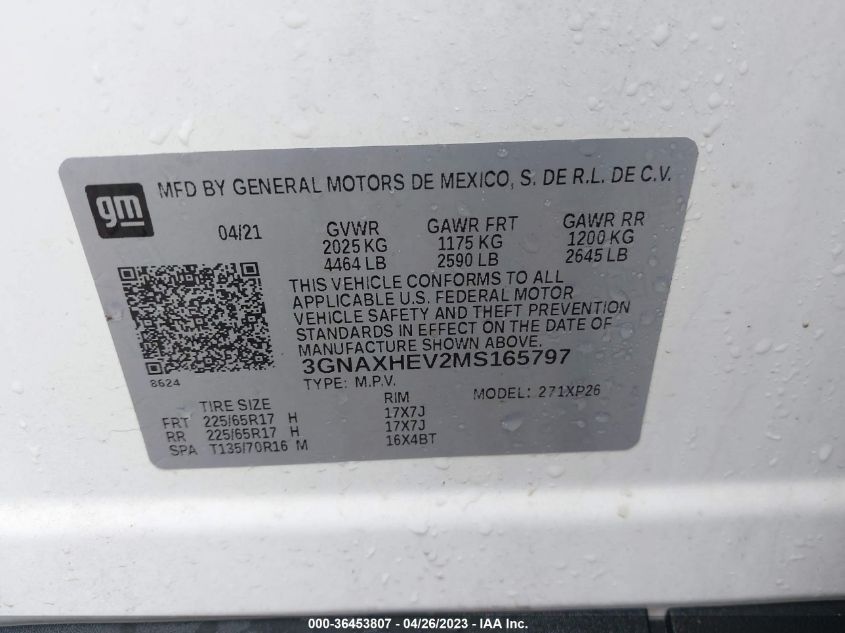 gm
MFD BY GENERAL MOTORS DE MEXICO, S. DE R.L. DE C.V.
04/21 GVWR GAWR FRT GAWR RR
2025 KG 1175 KG 1200 KG
4464 LB 2590 LB 2645 LB
THIS VEHICLE CONFORMS TO ALL
APPLICABLE U.S. FEDERAL MOTOR
VEHICLE SAFETY AND THEFT PREVENTION
STANDARDS IN EFFECT ON THE DATE OF
MANUFACTURE SHOWN ABOVE.
3GNAXHEV2MS165797
8624
TYPE: M.P.V. MODEL: 271XP26
TIRE SIZE RIM
FRT 225/65R17 H 17X7J
RR 225/65R17 H 17X7J
SPA T135/70R16 M 16X4BT
000-36453807 - 04/26/2023 - IAA Inc.